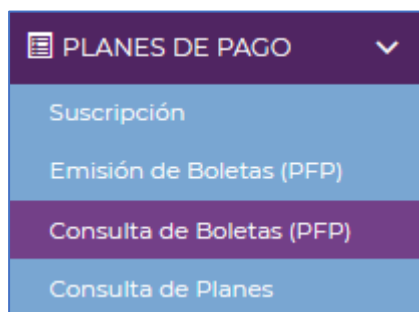 PLANES DE PAGO
Suscripción
Emisión de Boletas (PFP)
Consulta de Boletas (PFP)
Consulta de Planes